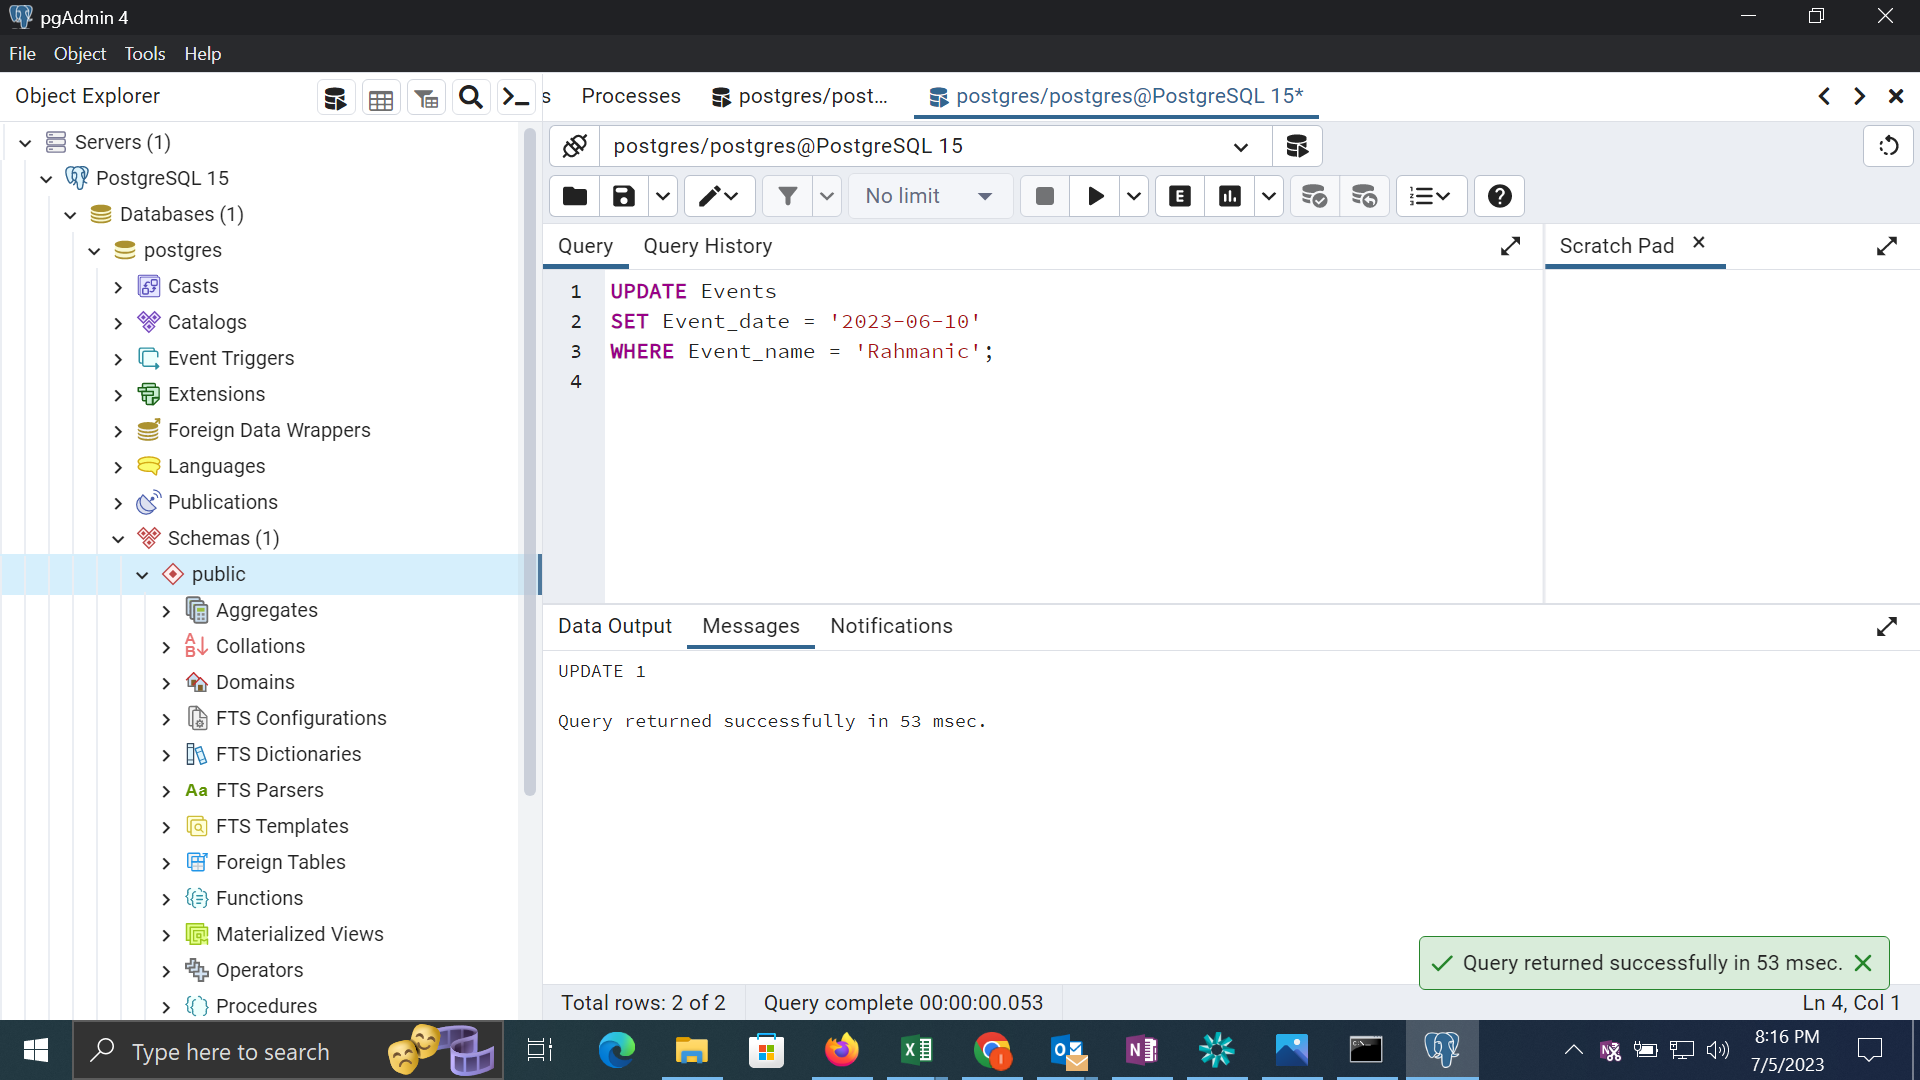 pgAdmin 4
File Object Tools Help
Object Explorer
s Processes postgres/post... postgres/postgres@PostgreSQL 15*
postgres/postgres@PostgreSQL 15
No limit
Query Query History
Scratch Pad
1 UPDATE Events
2 SET Event_date = '2023-06-10'
3 WHERE Event_name = 'Rahmanic';
4
Servers (1)
PostgreSQL 15
Databases (1)
postgres
Casts
Catalogs
Event Triggers
Extensions
Foreign Data Wrappers
Languages
Publications
Schemas (1)
public
Aggregates
Collations
Domains
FTS Configurations
FTS Dictionaries
Aa FTS Parsers
FTS Templates
Foreign Tables
Functions
Materialized Views
Operators
Procedures
Data Output Messages Notifications
UPDATE 1
Query returned successfully in 53 msec.
Query returned successfully in 53 msec.
Total rows: 2 of 2 Query complete 00:00:00.053 Ln 4, Col 1
Type here to search
8:16 PM
7/5/2023